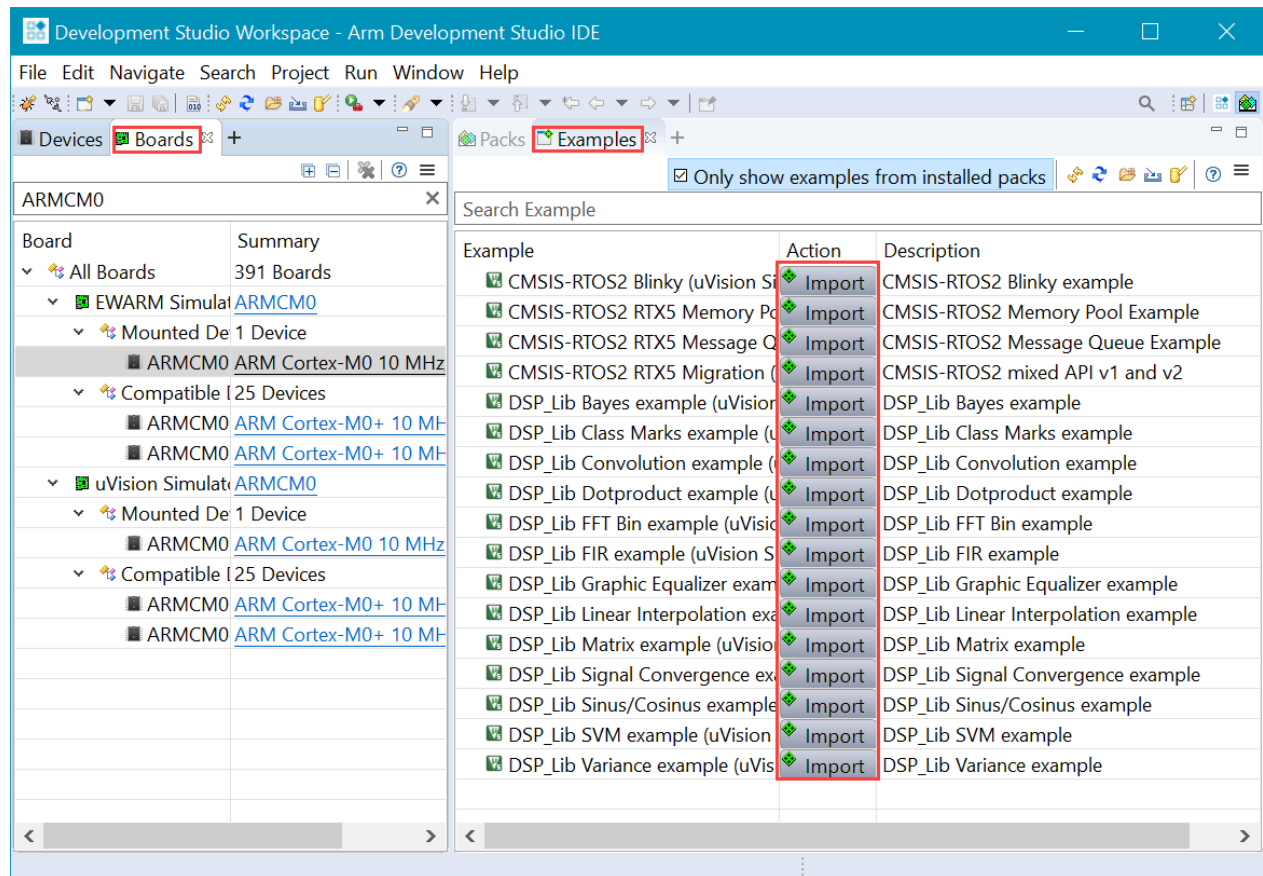 Development Studio Workspace - Arm Development Studio IDE
File Edit Navigate Search Project Run Window Help
Devices Boards
Packs Examples
Only show examples from installed packs
ARMCM0
Search Example
Board Summary
All Boards 391 Boards
EWARM Simulat ARMCM0
Mounted De 1 Device
ARMCM0 ARM Cortex-M0 10 MHz
Compatible 25 Devices
ARMCM0 ARM Cortex-M0+ 10 MH
ARMCM0 ARM Cortex-M0+ 10 MH
uVision Simulat ARMCM0
Mounted De 1 Device
ARMCM0 ARM Cortex-M0 10 MHz
Compatible 25 Devices
ARMCM0 ARM Cortex-M0+ 10 MH
ARMCM0 ARM Cortex-M0+ 10 MH
Example Action Description
CMSIS-RTOS2 Blinky (uVision Si Import CMSIS-RTOS2 Blinky example
CMSIS-RTOS2 RTX5 Memory Po Import CMSIS-RTOS2 Memory Pool Example
CMSIS-RTOS2 RTX5 Message Q Import CMSIS-RTOS2 Message Queue Example
CMSIS-RTOS2 RTX5 Migration ( Import CMSIS-RTOS2 mixed API v1 and v2
DSP_Lib Bayes example (uVision Import DSP_Lib Bayes example
DSP_Lib Class Marks example (u Import DSP_Lib Class Marks example
DSP_Lib Convolution example ( Import DSP_Lib Convolution example
DSP_Lib Dotproduct example (u Import DSP_Lib Dotproduct example
DSP_Lib FFT Bin example (uVisio Import DSP_Lib FFT Bin example
DSP_Lib FIR example (uVision S Import DSP_Lib FIR example
DSP_Lib Graphic Equalizer exam Import DSP_Lib Graphic Equalizer example
DSP_Lib Linear Interpolation exa Import DSP_Lib Linear Interpolation example
DSP_Lib Matrix example (uVision Import DSP_Lib Matrix example
DSP_Lib Signal Convergence exa Import DSP_Lib Signal Convergence example
DSP_Lib Sinus/Cosinus example Import DSP_Lib Sinus/Cosinus example
DSP_Lib SVM example (uVision Import DSP_Lib SVM example
DSP_Lib Variance example (uVis Import DSP_Lib Variance example